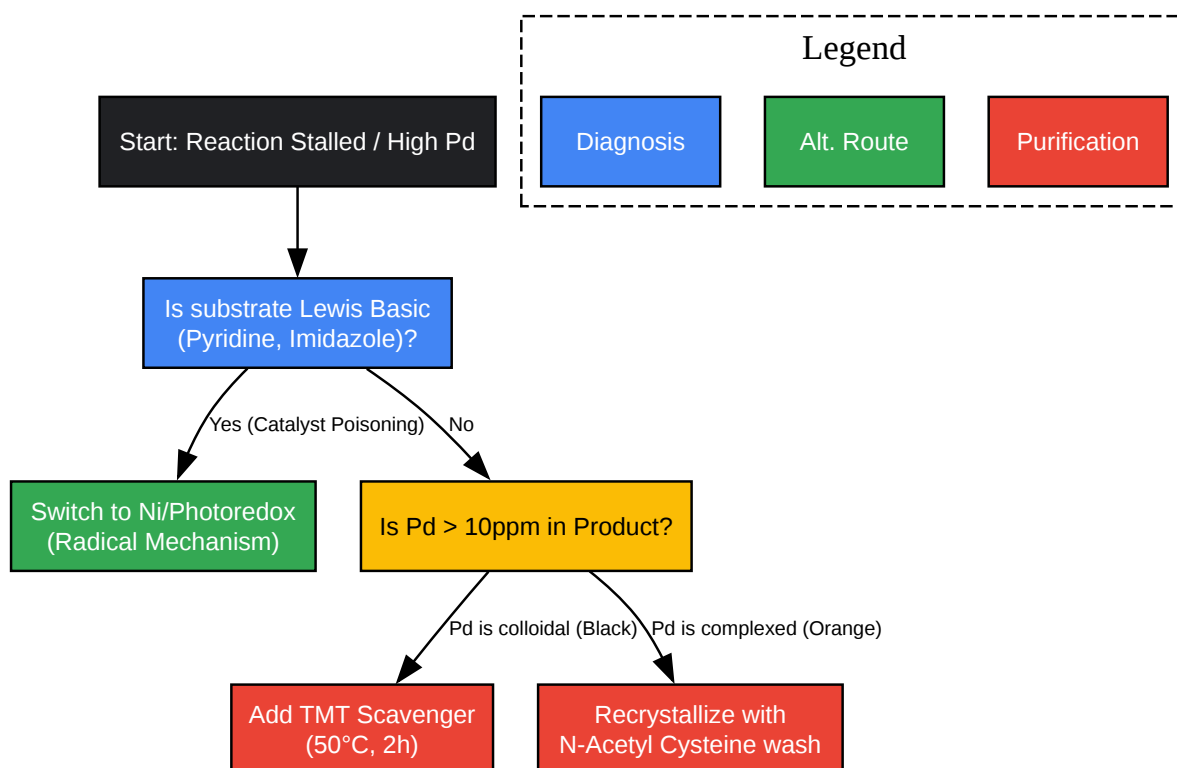 Legend
Start: Reaction Stalled / High Pd
Diagnosis
Alt. Route
Purification
Is substrate Lewis Basic
(Pyridine, Imidazole)?
Yes (Catalyst Poisoning)
No
Switch to Ni/Photoredox
(Radical Mechanism)
Is Pd > 10ppm in Product?
Pd is colloidal (Black)
Pd is complexed (Orange)
Add TMT Scavenger
(50°C, 2h)
Recrystallize with
N-Acetyl Cysteine wash